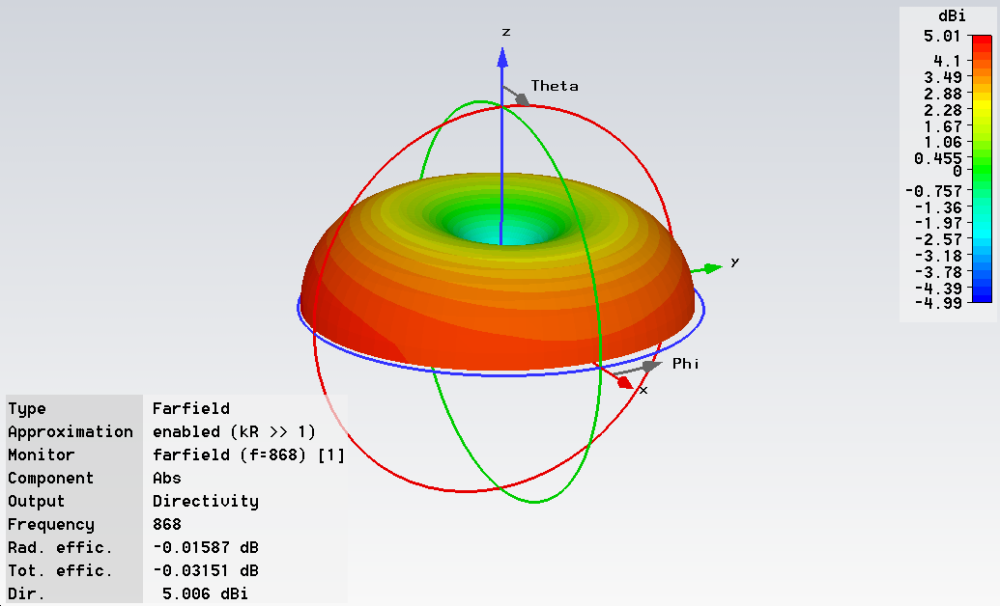 dBi
5.01
4.1
3.49
2.88
2.28
1.67
1.06
0.455
0
-0.757
-1.36
-1.97
-2.57
-3.18
-3.78
-4.39
-4.99
z
Theta
y
Phi
x
Type Farfield
Approximation enabled (kR >> 1)
Monitor farfield (f=868) [1]
Component Abs
Output Directivity
Frequency 868
Rad. effic. -0.01587 dB
Tot. effic. -0.03151 dB
Dir. 5.006 dBi